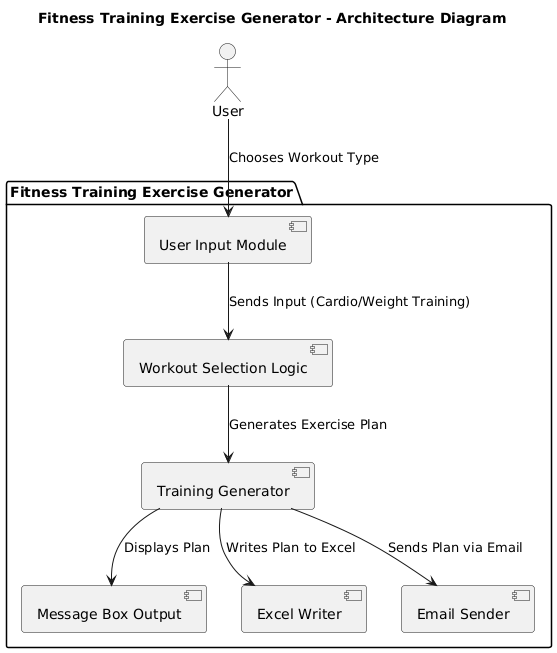 Fitness Training Exercise Generator - Architecture Diagram
User
Chooses Workout Type
Fitness Training Exercise Generator
User Input Module
Sends Input (Cardio/Weight Training)
Workout Selection Logic
Generates Exercise Plan
Training Generator
Displays Plan
Writes Plan to Excel
Sends Plan via Email
Message Box Output
Excel Writer
Email Sender